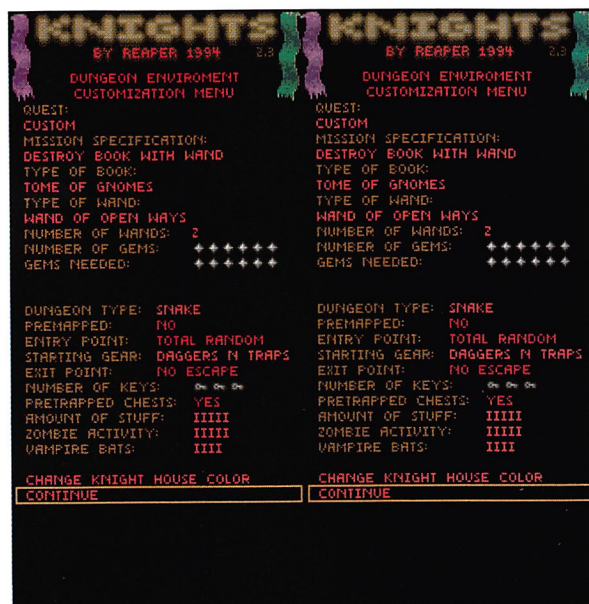 KNIGHTS
BY REAPER 1994 2.3
DUNGEON ENVIROMENT
CUSTOMIZATION MENU
QUEST:
CUSTOM
MISSION SPECIFICATION:
DESTROY BOOK WITH WAND
TYPE OF BOOK:
TOME OF GNOMES
TYPE OF WAND:
WAND OF OPEN WAYS
NUMBER OF WANDS: 2
NUMBER OF GEMS:
GEMS NEEDED:
DUNGEON TYPE: SNAKE
PREMAPPED: NO
ENTRY POINT: TOTAL RANDOM
STARTING GEAR: DAGGERS N TRAPS
EXIT POINT: NO ESCAPE
NUMBER OF KEYS:
PRETRAPPED CHESTS: YES
AMOUNT OF STUFF: IIIII
ZOMBIE ACTIVITY: IIIII
VAMPIRE BATS: IIII
CHANGE KNIGHT HOUSE COLOR
CONTINUE
KNIGHTS
BY REAPER 1994 2.3
DUNGEON ENVIROMENT
CUSTOMIZATION MENU
QUEST:
CUSTOM
MISSION SPECIFICATION:
DESTROY BOOK WITH WAND
TYPE OF BOOK:
TOME OF GNOMES
TYPE OF WAND:
WAND OF OPEN WAYS
NUMBER OF WANDS: 2
NUMBER OF GEMS:
GEMS NEEDED:
DUNGEON TYPE: SNAKE
PREMAPPED: NO
ENTRY POINT: TOTAL RANDOM
STARTING GEAR: DAGGERS N TRAPS
EXIT POINT: NO ESCAPE
NUMBER OF KEYS:
PRETRAPPED CHESTS: YES
AMOUNT OF STUFF: IIIII
ZOMBIE ACTIVITY: IIIII
VAMPIRE BATS: IIII
CHANGE KNIGHT HOUSE COLOR
CONTINUE